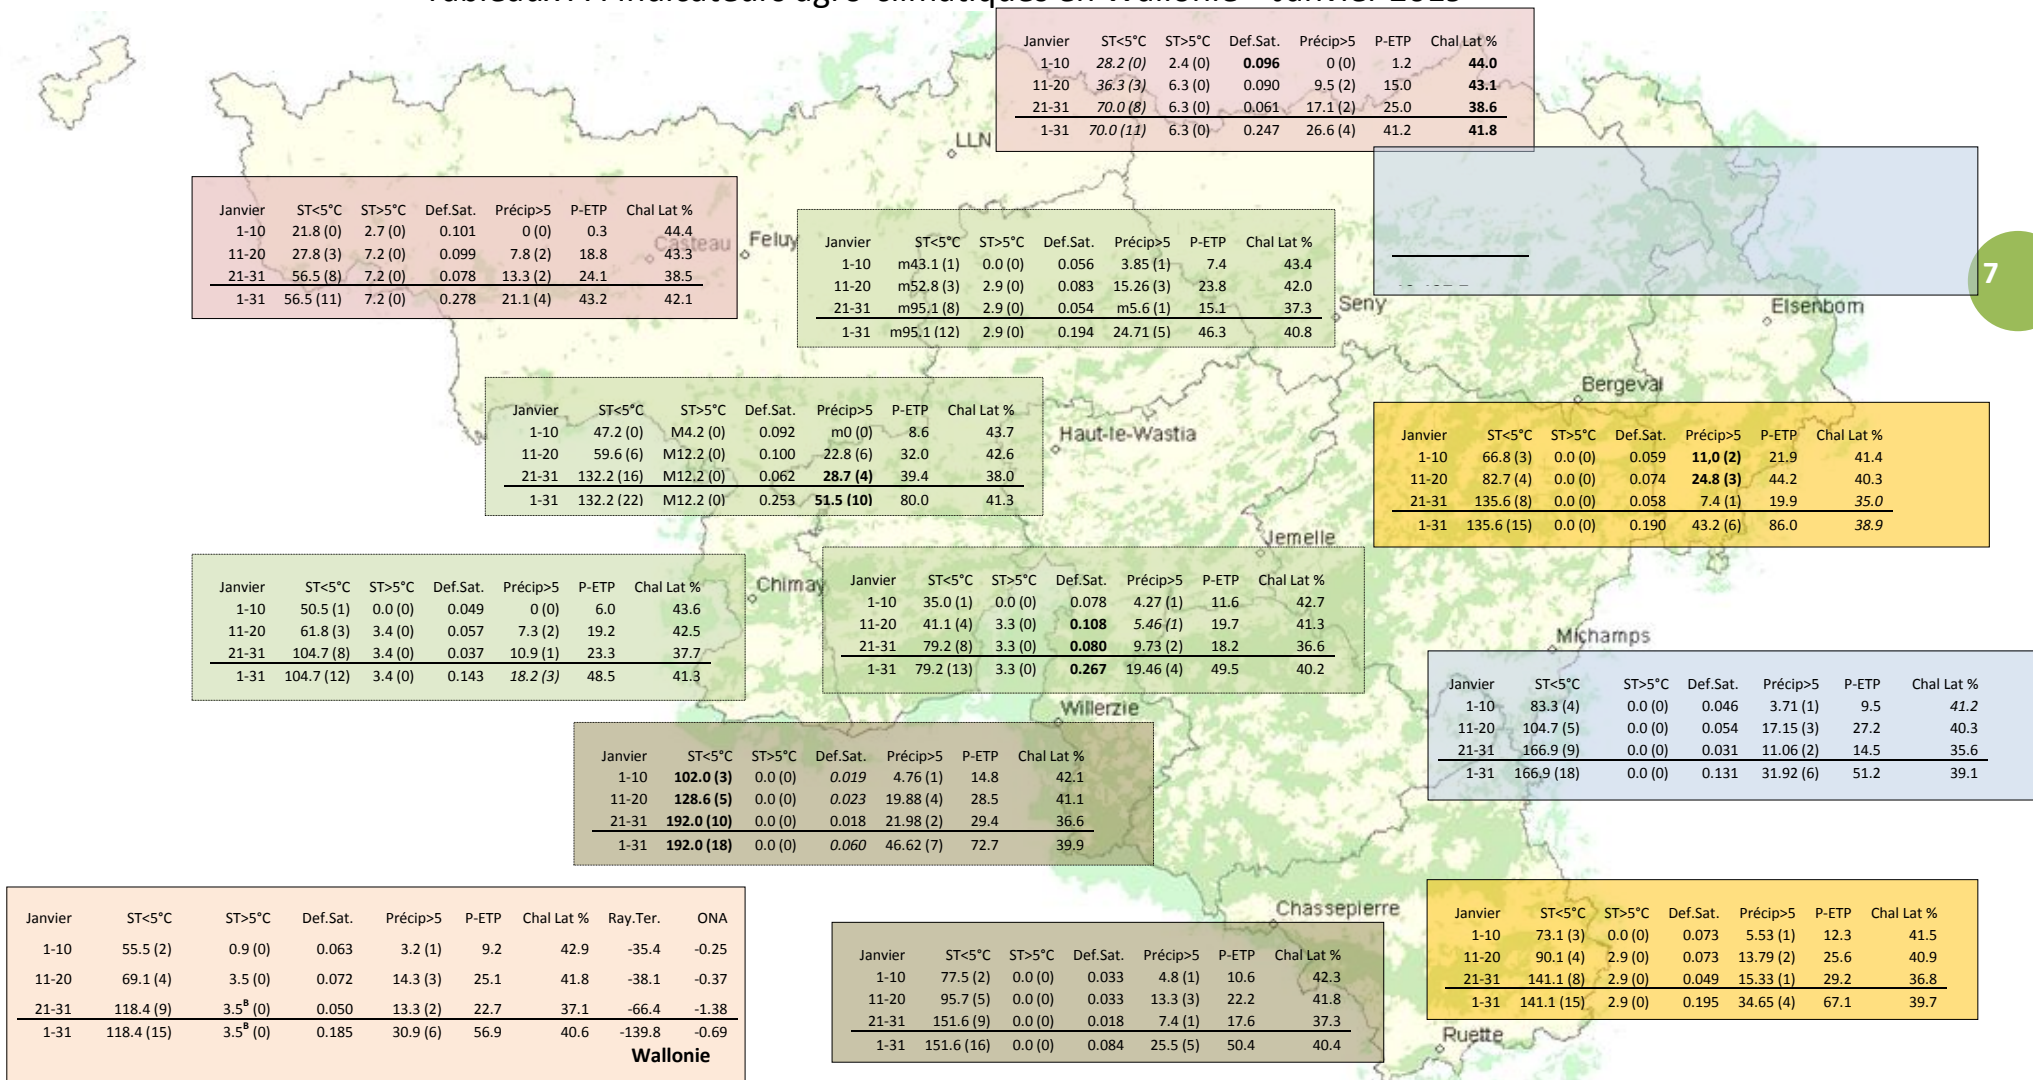 Janvier ST<5°C ST>5°C Def.Sat. Précip>5 P-ETP Chal Lat %
1-10 28.2 (0) 2.4 (0) 0.096 0 (0) 1.2 44.0
11-20 36.3 (3) 6.3 (0) 0.090 9.5 (2) 15.0 43.1
21-31 70.0 (8) 6.3 (0) 0.061 17.1 (2) 25.0 38.6
1-31 70.0 (11) 6.3 (0) 0.247 26.6 (4) 41.2 41.8
LLN
Janvier ST<5°C ST>5°C Def.Sat. Précip>5 P-ETP Chal Lat %
1-10 21.8 (0) 2.7 (0) 0.101 0 (0) 0.3 44.4
11-20 27.8 (3) 7.2 (0) 0.099 7.8 (2) 18.8 43.3
21-31 56.5 (8) 7.2 (0) 0.078 13.3 (2) 24.1 38.5
1-31 56.5 (11) 7.2 (0) 0.278 21.1 (4) 43.2 42.1
Casteau
Feluy
Janvier ST<5°C ST>5°C Def.Sat. Précip>5 P-ETP Chal Lat %
1-10 m43.1 (1) 0.0 (0) 0.056 3.85 (1) 7.4 43.4
11-20 m52.8 (3) 2.9 (0) 0.083 15.26 (3) 23.8 42.0
21-31 m95.1 (8) 2.9 (0) 0.054 m5.6 (1) 15.1 37.3
1-31 m95.1 (12) 2.9 (0) 0.194 24.71 (5) 46.3 40.8
7
Seny
Elsenborn
Bergeval
Janvier ST<5°C ST>5°C Def.Sat. Précip>5 P-ETP Chal Lat %
1-10 47.2 (0) M4.2 (0) 0.092 m0 (0) 8.6 43.7
11-20 59.6 (6) M12.2 (0) 0.100 22.8 (6) 32.0 42.6
21-31 132.2 (16) M12.2 (0) 0.062 28.7 (4) 39.4 38.0
1-31 132.2 (22) M12.2 (0) 0.253 51.5 (10) 80.0 41.3
Haut-le-Wastia
Janvier ST<5°C ST>5°C Def.Sat. Précip>5 P-ETP Chal Lat %
1-10 66.8 (3) 0.0 (0) 0.059 11,0 (2) 21.9 41.4
11-20 82.7 (4) 0.0 (0) 0.074 24.8 (3) 44.2 40.3
21-31 135.6 (8) 0.0 (0) 0.058 7.4 (1) 19.9 35.0
1-31 135.6 (15) 0.0 (0) 0.190 43.2 (6) 86.0 38.9
Jemelle
Janvier ST<5°C ST>5°C Def.Sat. Précip>5 P-ETP Chal Lat %
1-10 50.5 (1) 0.0 (0) 0.049 0 (0) 6.0 43.6
11-20 61.8 (3) 3.4 (0) 0.057 7.3 (2) 19.2 42.5
21-31 104.7 (8) 3.4 (0) 0.037 10.9 (1) 23.3 37.7
1-31 104.7 (12) 3.4 (0) 0.143 18.2 (3) 48.5 41.3
Chimay
Janvier ST<5°C ST>5°C Def.Sat. Précip>5 P-ETP Chal Lat %
1-10 35.0 (1) 0.0 (0) 0.078 4.27 (1) 11.6 42.7
11-20 41.1 (4) 3.3 (0) 0.108 5.46 (1) 19.7 41.3
21-31 79.2 (8) 3.3 (0) 0.080 9.73 (2) 18.2 36.6
1-31 79.2 (13) 3.3 (0) 0.267 19.46 (4) 49.5 40.2
Michamps
Janvier ST<5°C ST>5°C Def.Sat. Précip>5 P-ETP Chal Lat %
1-10 83.3 (4) 0.0 (0) 0.046 3.71 (1) 9.5 41.2
11-20 104.7 (5) 0.0 (0) 0.054 17.15 (3) 27.2 40.3
21-31 166.9 (9) 0.0 (0) 0.031 11.06 (2) 14.5 35.6
1-31 166.9 (18) 0.0 (0) 0.131 31.92 (6) 51.2 39.1
Willerzie
Janvier ST<5°C ST>5°C Def.Sat. Précip>5 P-ETP Chal Lat %
1-10 102.0 (3) 0.0 (0) 0.019 4.76 (1) 14.8 42.1
11-20 128.6 (5) 0.0 (0) 0.023 19.88 (4) 28.5 41.1
21-31 192.0 (10) 0.0 (0) 0.018 21.98 (2) 29.4 36.6
1-31 192.0 (18) 0.0 (0) 0.060 46.62 (7) 72.7 39.9
Janvier ST<5°C ST>5°C Def.Sat. Précip>5 P-ETP Chal Lat % Ray.Ter. ONA
1-10 55.5 (2) 0.9 (0) 0.063 3.2 (1) 9.2 42.9 -35.4 -0.25
11-20 69.1 (4) 3.5 (0) 0.072 14.3 (3) 25.1 41.8 -38.1 -0.37
21-31 118.4 (9) 3.5ᴮ (0) 0.050 13.3 (2) 22.7 37.1 -66.4 -1.38
1-31 118.4 (15) 3.5ᴮ (0) 0.185 30.9 (6) 56.9 40.6 -139.8 -0.69
Wallonie
Chassepierre
Janvier ST<5°C ST>5°C Def.Sat. Précip>5 P-ETP Chal Lat %
1-10 77.5 (2) 0.0 (0) 0.033 4.8 (1) 10.6 42.3
11-20 95.7 (5) 0.0 (0) 0.033 13.3 (3) 22.2 41.8
21-31 151.6 (9) 0.0 (0) 0.018 7.4 (1) 17.6 37.3
1-31 151.6 (16) 0.0 (0) 0.084 25.5 (5) 50.4 40.4
Janvier ST<5°C ST>5°C Def.Sat. Précip>5 P-ETP Chal Lat %
1-10 73.1 (3) 0.0 (0) 0.073 5.53 (1) 12.3 41.5
11-20 90.1 (4) 2.9 (0) 0.073 13.79 (2) 25.6 40.9
21-31 141.1 (8) 2.9 (0) 0.049 15.33 (1) 29.2 36.8
1-31 141.1 (15) 2.9 (0) 0.195 34.65 (4) 67.1 39.7
Ruette